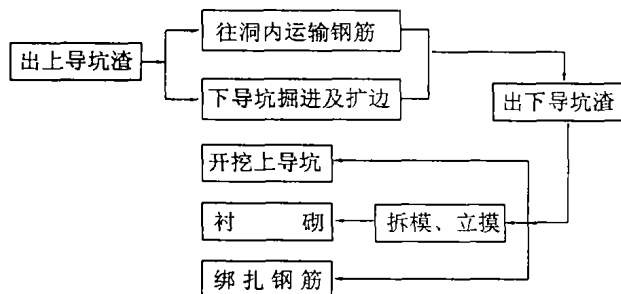 往洞内运输钢筋
出上导坑渣
下导坑掘进及扩边
出下导坑渣
开挖上导坑
衬 砌
拆模、立摸
绑扎钢筋